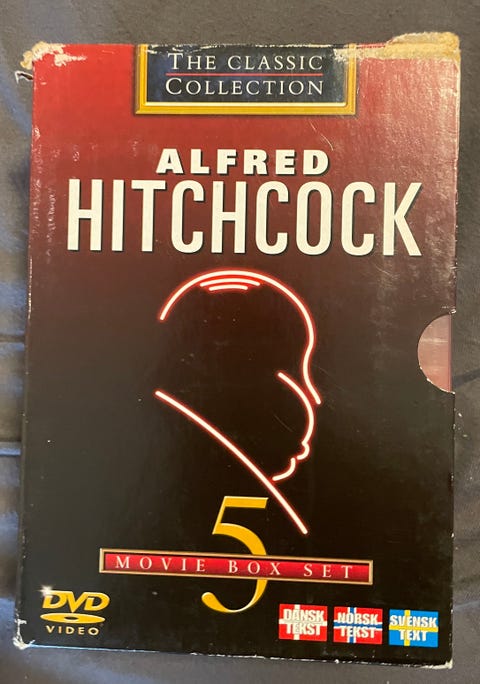 THE CLASSIC
COLLECTION
ALFRED
HITCHCOCK
5
MOVIE BOX SET
DVD
VIDEO
DANSK
TEKST
NORSK
TEKST
SVENSK
TEXT